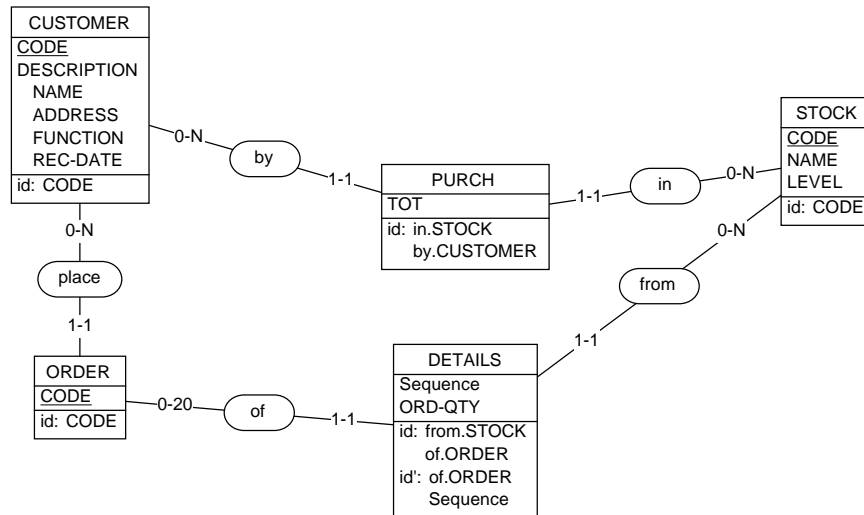 CUSTOMER
CODE
DESCRIPTION
NAME
ADDRESS
FUNCTION
REC-DATE
id: CODE
0-N
by
1-1
PURCH
TOT
id: in.STOCK
by.CUSTOMER
1-1
in
0-N
STOCK
CODE
NAME
LEVEL
id: CODE
0-N
place
1-1
ORDER
CODE
id: CODE
0-20
of
1-1
DETAILS
Sequence
ORD-QTY
id: from.STOCK
of.ORDER
id': of.ORDER
Sequence
1-1
from
0-N